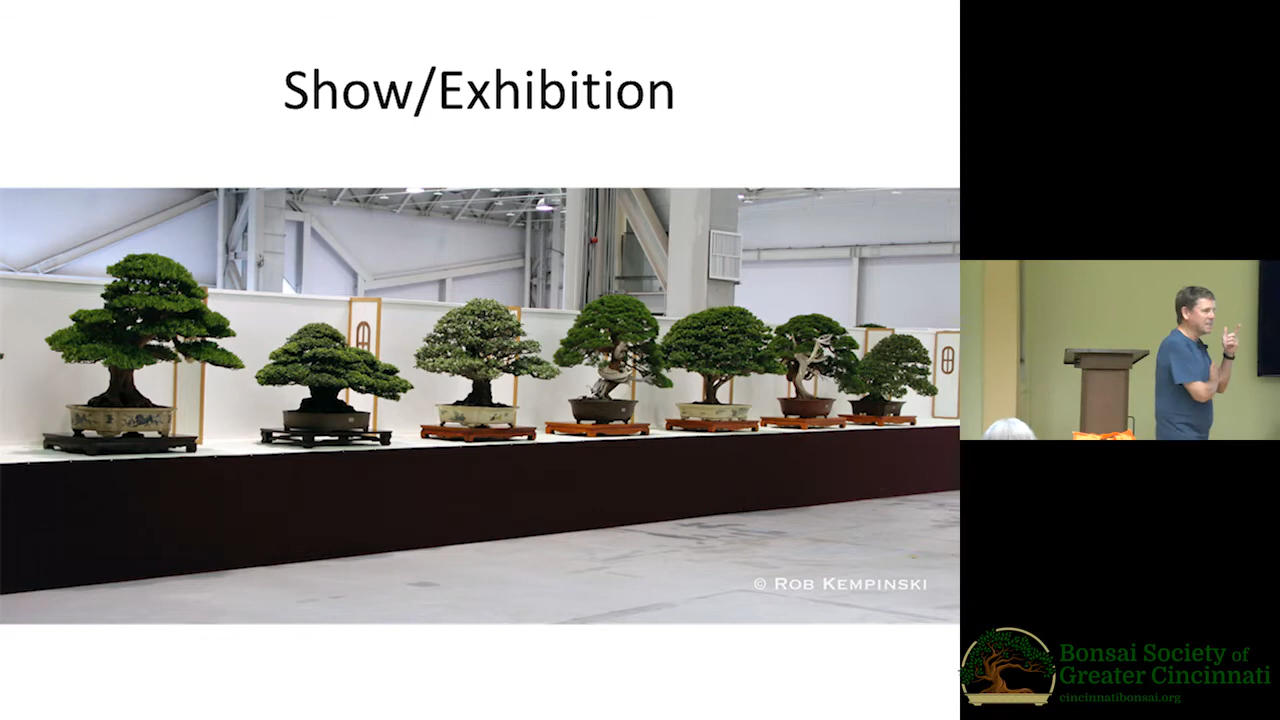 Show/Exhibition
© ROB KEMPINSKI
Bonsai Society of
Greater Cincinnati
cincinnatibonsai.org